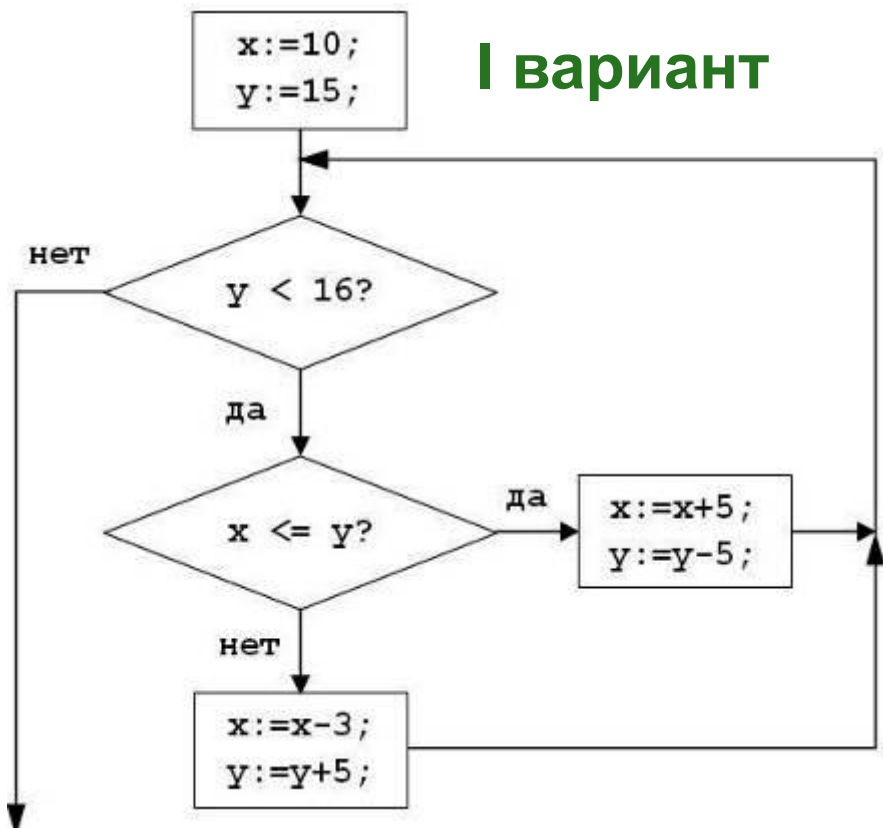 x:=10;
y:=15;
I вариант
нет
y < 16?
да
x <= y?
да
x:=x+5;
y:=y-5;
нет
x:=x-3;
y:=y+5;